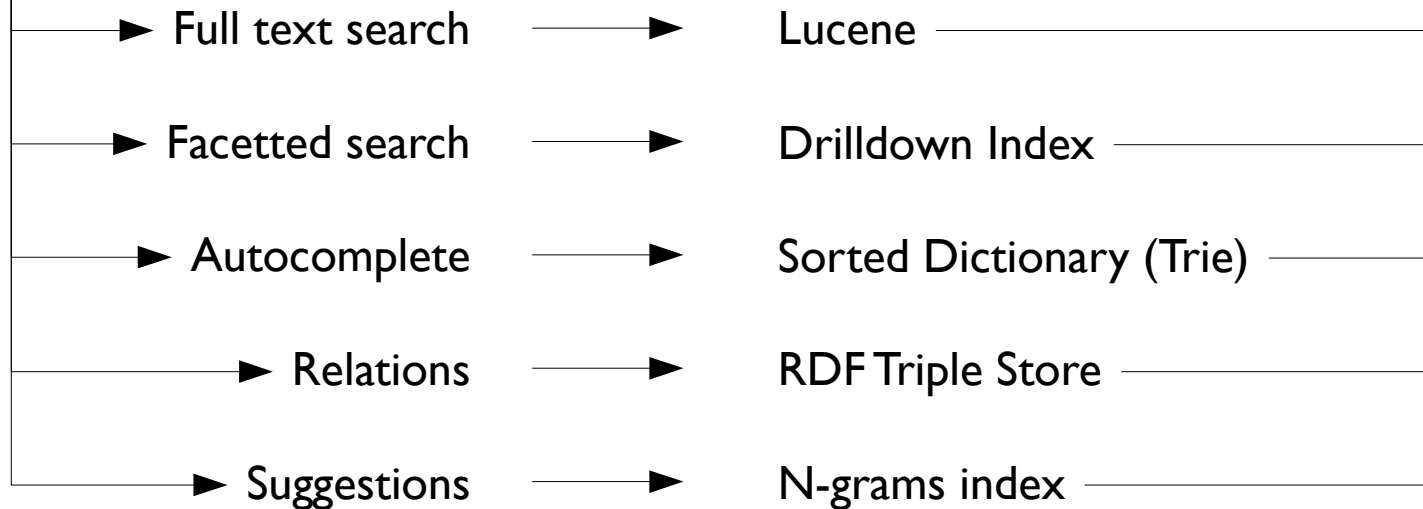 Full text search Lucene
Facetted search Drilldown Index
Autocomplete Sorted Dictionary (Trie)
Relations RDF Triple Store
Suggestions N-grams index